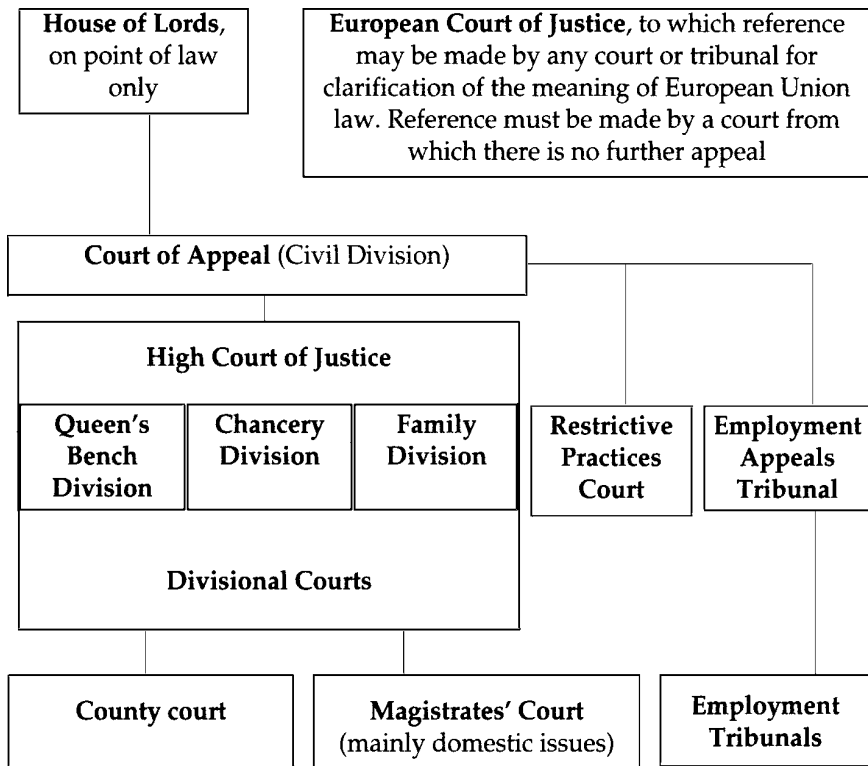 House of Lords,
on point of law
only
European Court of Justice, to which reference
may be made by any court or tribunal for
clarification of the meaning of European Union
law. Reference must be made by a court from
which there is no further appeal
Court of Appeal (Civil Division)
High Court of Justice
Queen's
Bench
Division
Chancery
Division
Family
Division
Restrictive
Practices
Court
Employment
Appeals
Tribunal
Divisional Courts
County court
Magistrates' Court
(mainly domestic issues)
Employment
Tribunals